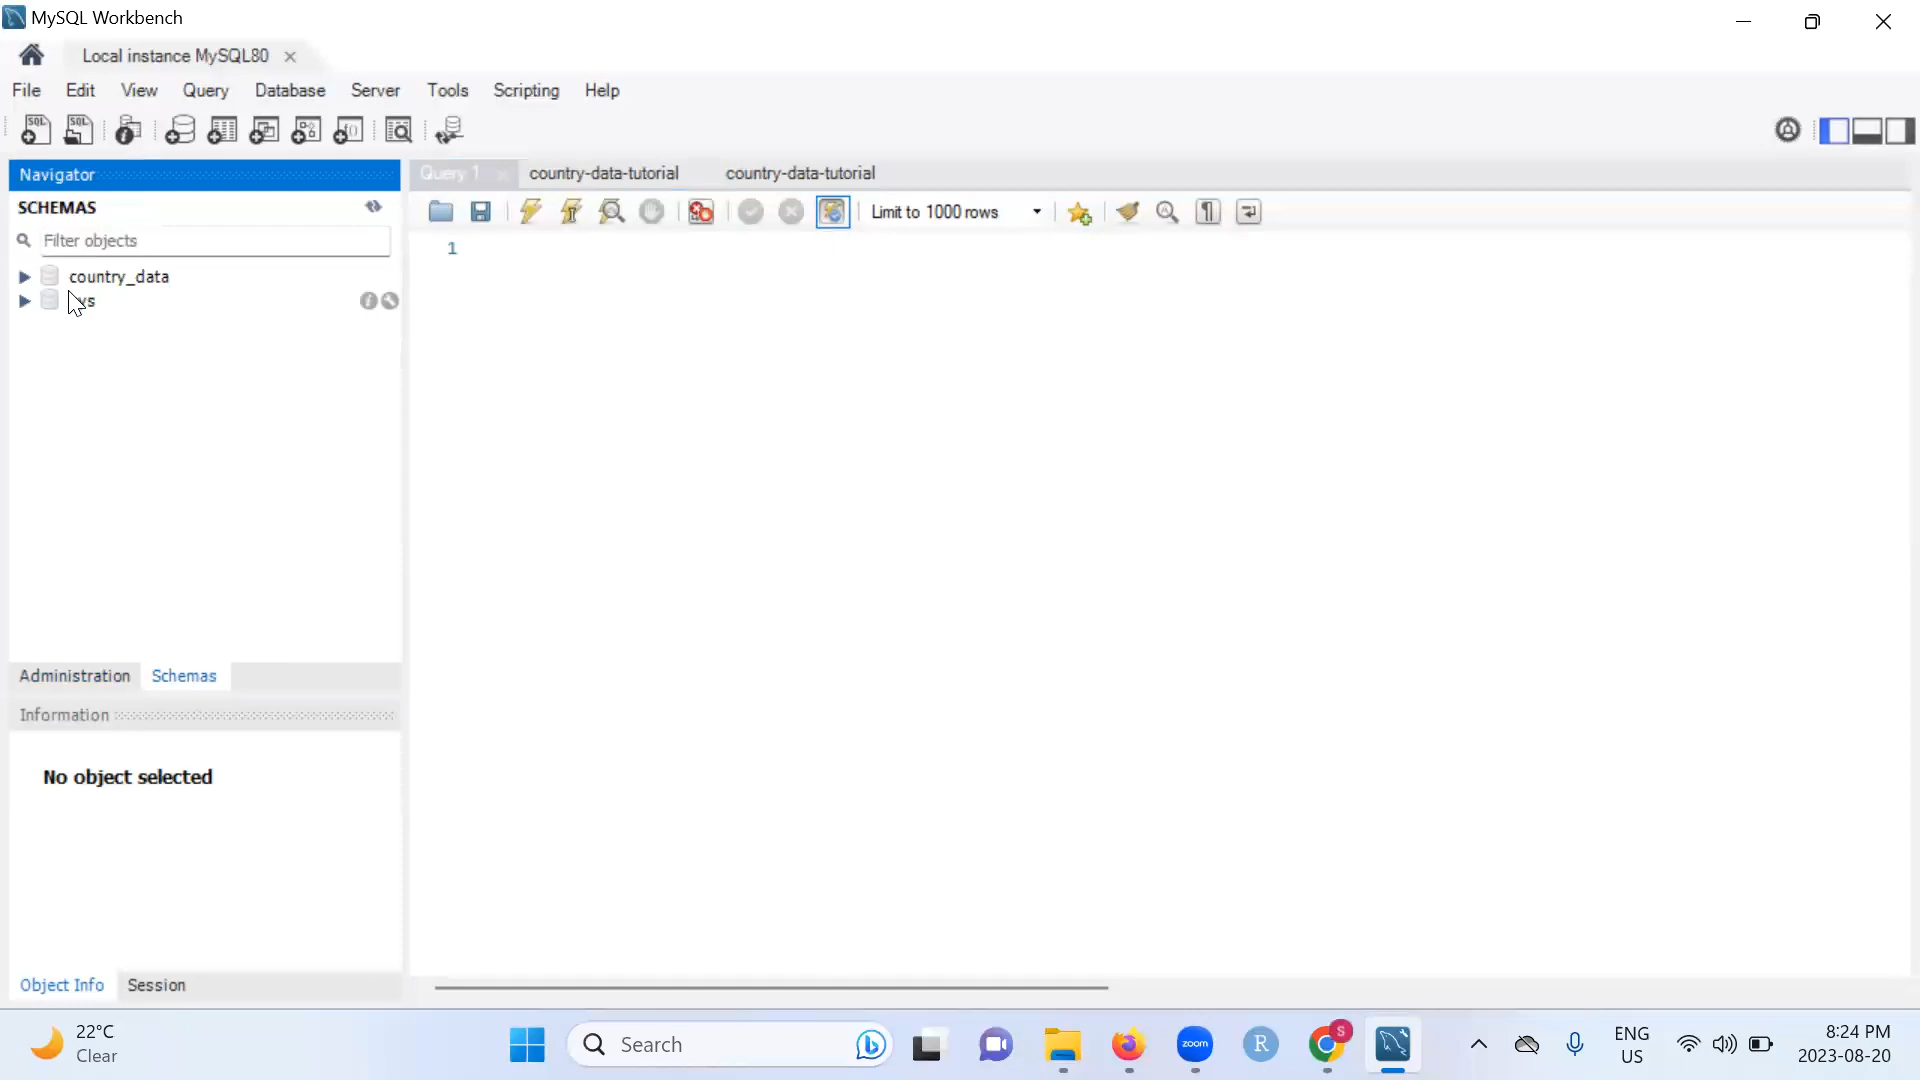 MySQL Workbench
Local instance MySQL80
File Edit View Query Database Server Tools Scripting Help
Navigator
SCHEMAS
Filter objects
country_data
Query 1
country-data-tutorial
country-data-tutorial
Limit to 1000 rows
1
Administration
Schemas
Information
No object selected
Object Info
Session
22°C
Clear
Search
zoom
R
S
ENG
US
8:24 PM
2023-08-20